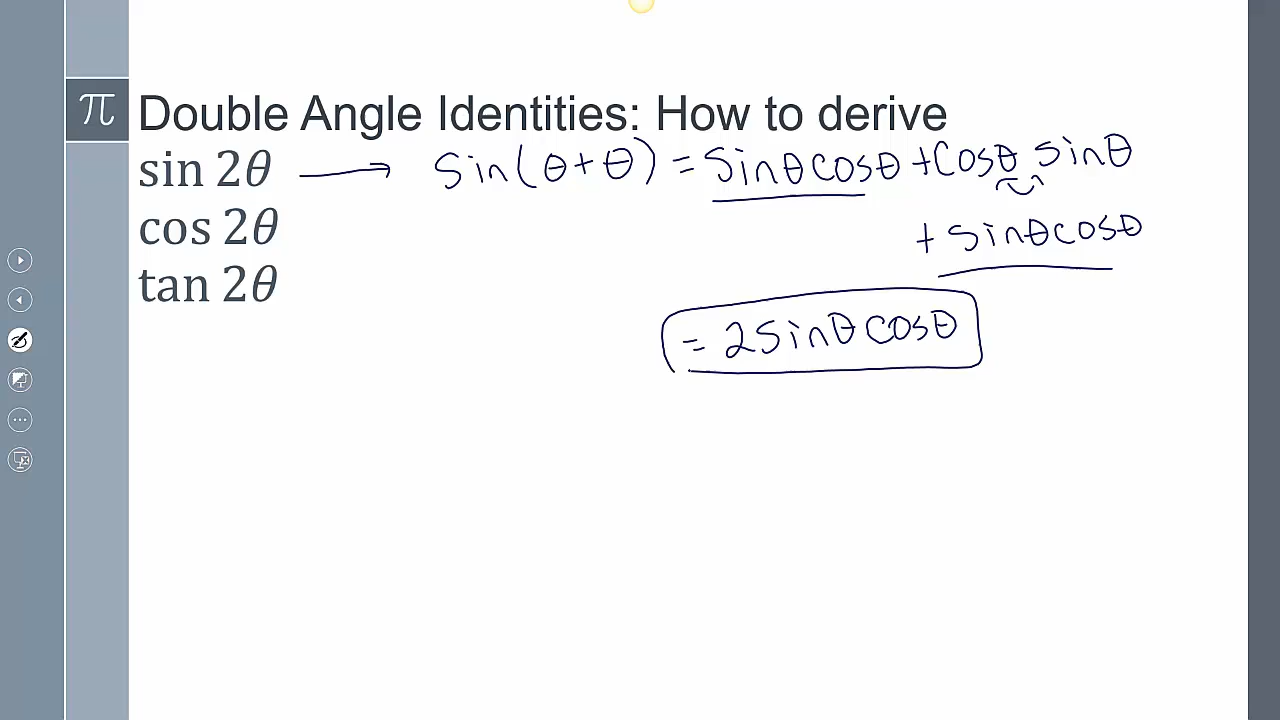 π Double Angle Identities: How to derive
sin 2θ → sin(θ+θ) = sinθcosθ + cosθ sinθ
cos 2θ + sinθcosθ
tan 2θ
= 2sinθcosθ